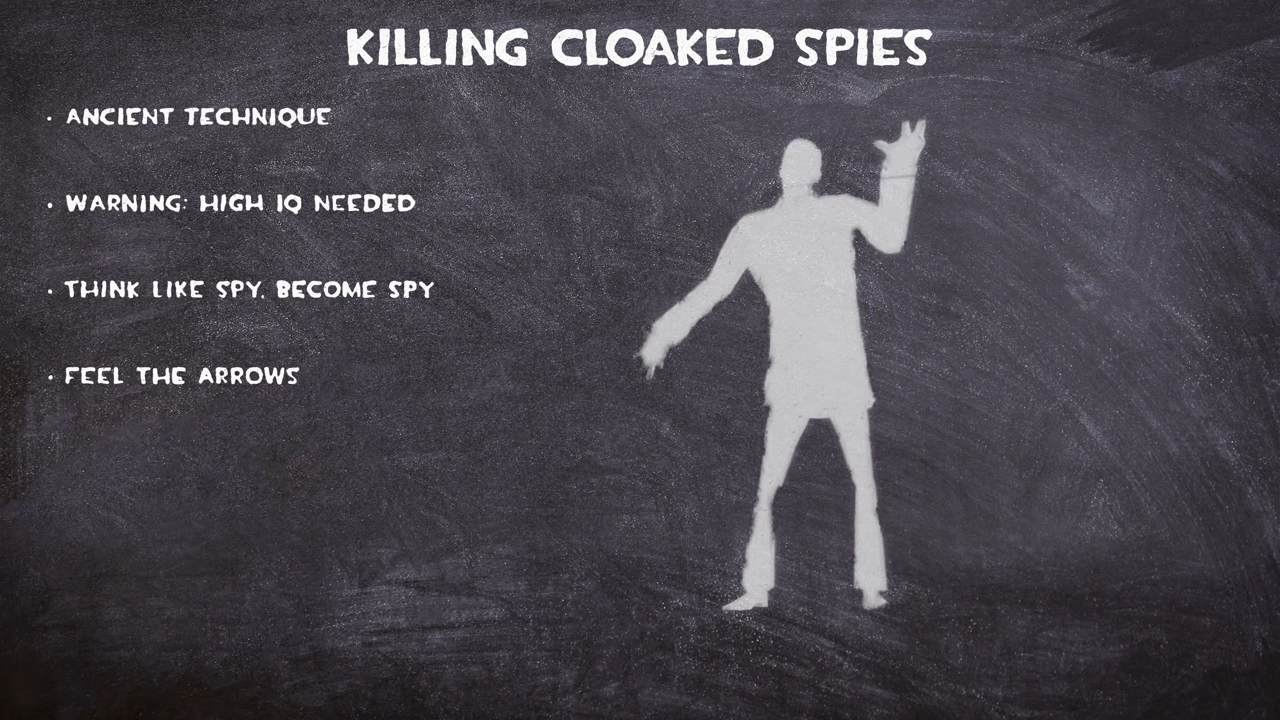 KILLING CLOAKED SPIES
· ANCIENT TECHNIQUE
· WARNING: HIGH IQ NEEDED
· THINK LIKE SPY, BECOME SPY
· FEEL THE ARROWS